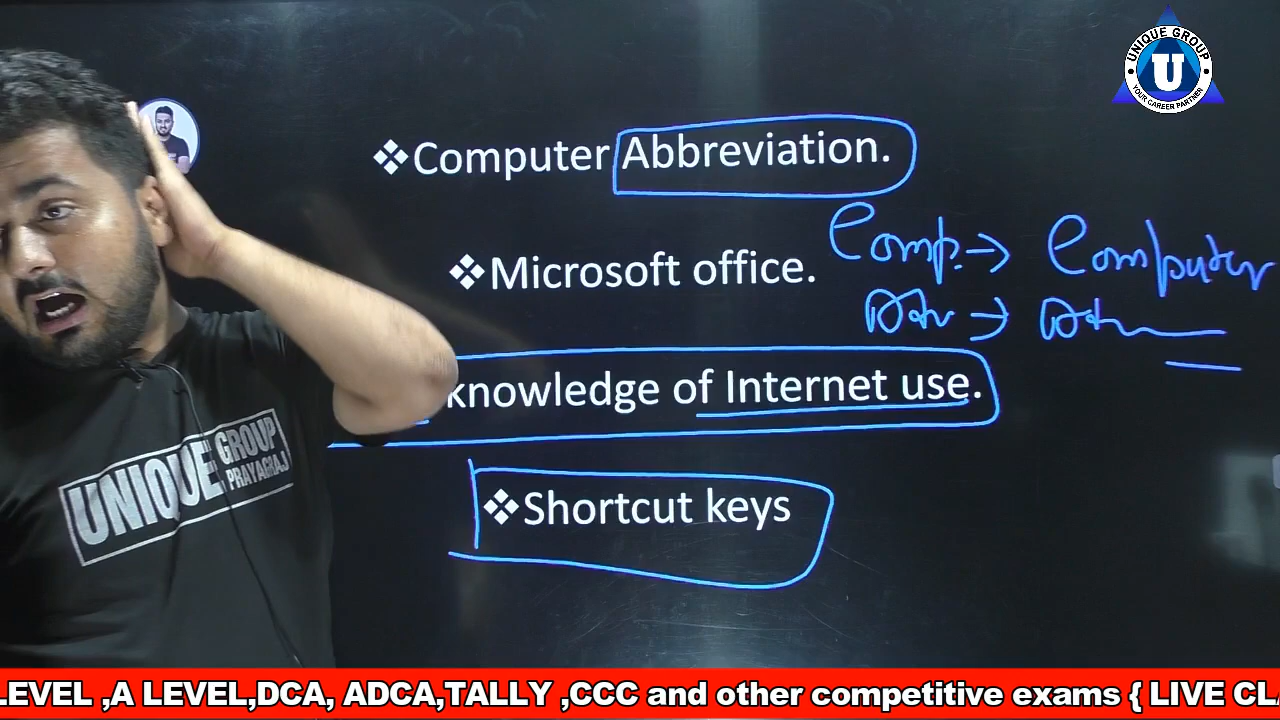 UNIQUE GROUP
U
YOUR CAREER PARTNER
❖Computer Abbreviation.
Comp. → Computer
❖Microsoft office.
knowledge of Internet use.
❖Shortcut keys
UNIQUE GROUP
PRAYAGRAJ
LEVEL ,A LEVEL,DCA, ADCA,TALLY ,CCC and other competitive exams { LIVE CLA